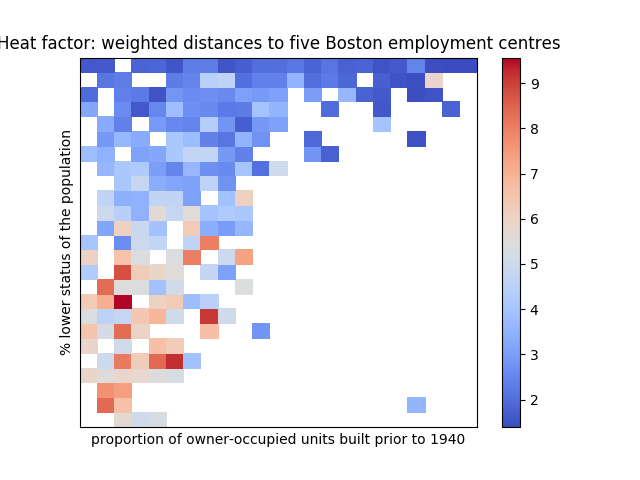 Heat factor: weighted distances to five Boston employment centres
% lower status of the population
9
8
7
6
5
4
3
2
proportion of owner-occupied units built prior to 1940